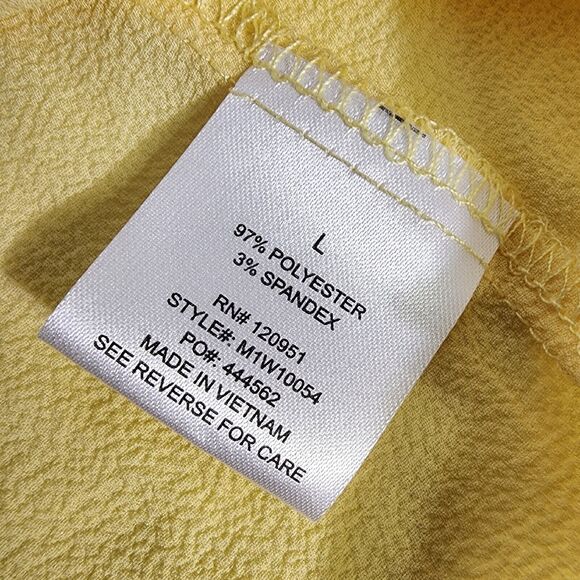 L
97% POLYESTER
3% SPANDEX
RN# 120951
STYLE#: M1W10054
PO#: 444562
MADE IN VIETNAM
SEE REVERSE FOR CARE